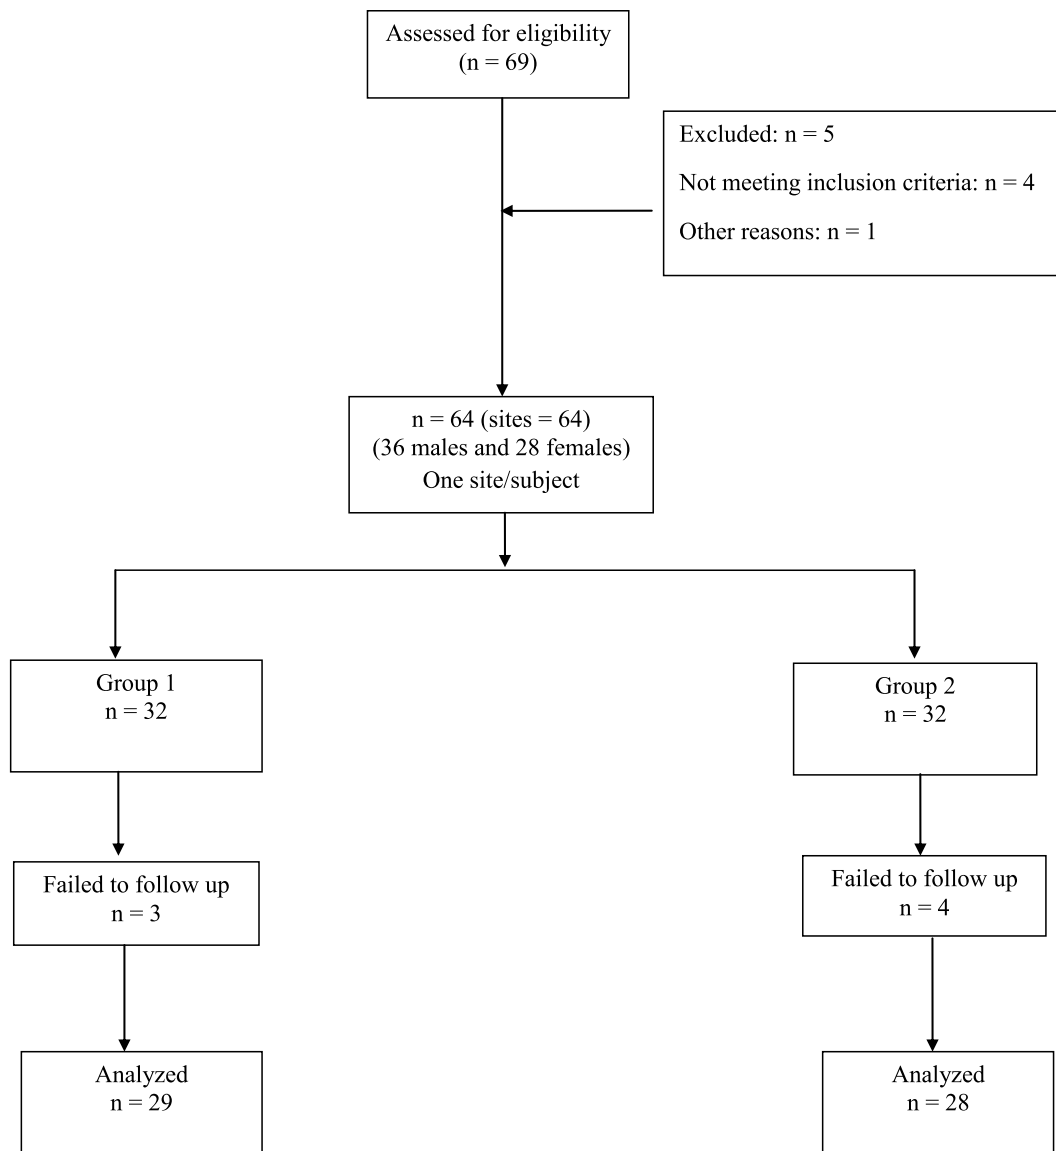 Assessed for eligibility
(n = 69)
Excluded: n = 5
Not meeting inclusion criteria: n = 4
Other reasons: n = 1
n = 64 (sites = 64)
(36 males and 28 females)
One site/subject
Group 1
n = 32
Group 2
n = 32
Failed to follow up
n = 3
Failed to follow up
n = 4
Analyzed
n = 29
Analyzed
n = 28